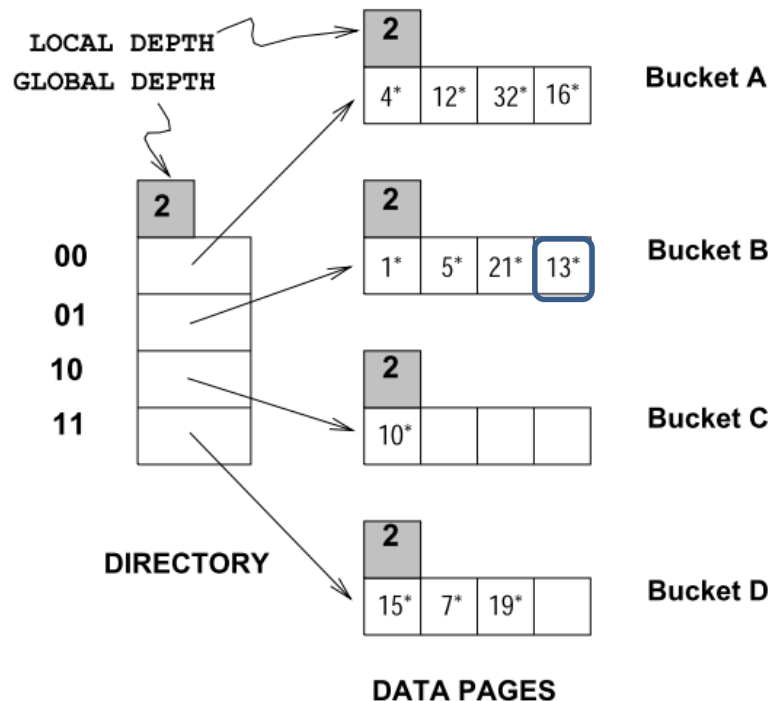 LOCAL DEPTH
GLOBAL DEPTH
2
00
01
10
11
DIRECTORY
2
4* 12* 32* 16*
Bucket A
2
1* 5* 21* 13*
Bucket B
2
10*
Bucket C
2
15* 7* 19*
Bucket D
DATA PAGES